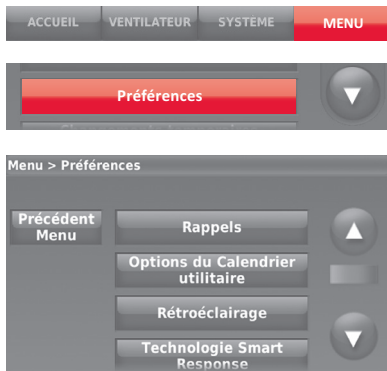 ACCUEIL VENTILATEUR SYSTEME MENU
Préférences
Menu > Préférences
Précédent
Menu
Rappels
Options du Calendrier
utilitaire
Rétroéclairage
Technologie Smart
Response